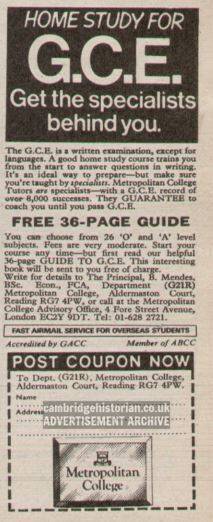 HOME STUDY FOR
G.C.E.
Get the specialists
behind you.
The G.C.E. is a written examination, except for
languages. A good home study course trains you
from the start to answer questions in writing.
It's an ideal way to prepare—but make sure
you're taught by specialists. Metropolitan College
Tutors are specialists—with a G.C.E. record of
over 8,000 successes. They GUARANTEE to
coach you until you pass G.C.E.
FREE 36-PAGE GUIDE
You can choose from 26 'O' and 'A' level
subjects. Fees are very moderate. Start your
course any time—but first read our helpful
36-page GUIDE TO G.C.E. This interesting
book will be sent to you free of charge.
Write for details to The Principal, B. Mendes,
BSc. Econ., FCA, Department (G21R)
Metropolitan College, Aldermaston Court,
Reading RG7 4PW, or call at the Metropolitan
College Advisory Office, 4 Fore Street Avenue,
London EC2Y 9DT. Tel: 01-628 2721.
FAST AIRMAIL SERVICE FOR OVERSEAS STUDENTS
Accredited by GACC Member of ABCC
POST COUPON NOW
To Dept. (G21R), Metropolitan College,
Aldermaston Court, Reading RG7 4PW.
Name
Address
cambridgehistorian.co.uk
ADVERTISEMENT ARCHIVE
Metropolitan
College